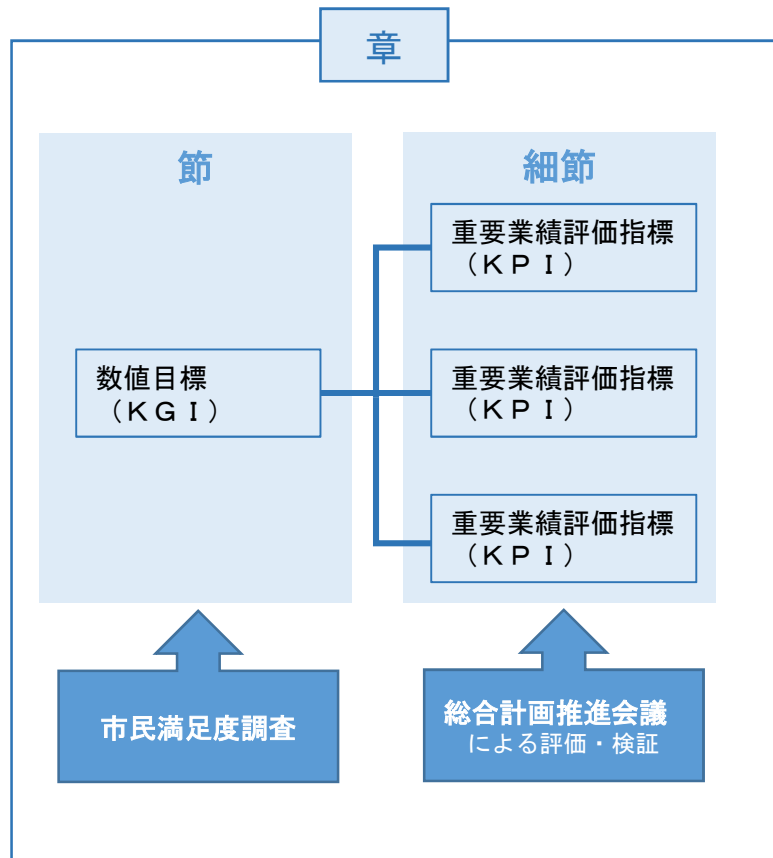 章
節
細節
重要業績評価指標
（ＫＰＩ）
数値目標
（ＫＧＩ）
重要業績評価指標
（ＫＰＩ）
重要業績評価指標
（ＫＰＩ）
市民満足度調査
総合計画推進会議
による評価・検証